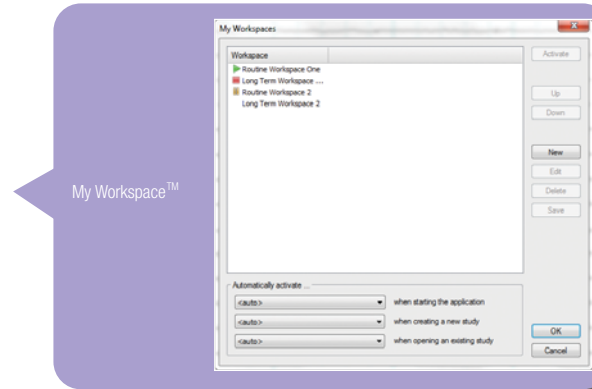 My Workspace™
My Workspaces
Workspace
Routine Workspace One
Long Term Workspace ...
Routine Workspace 2
Long Term Workspace 2
Activate
Up
Down
New
Edit
Delete
Save
Automatically activate ...
<auto> when starting the application
<auto> when creating a new study
<auto> when opening an existing study
OK
Cancel